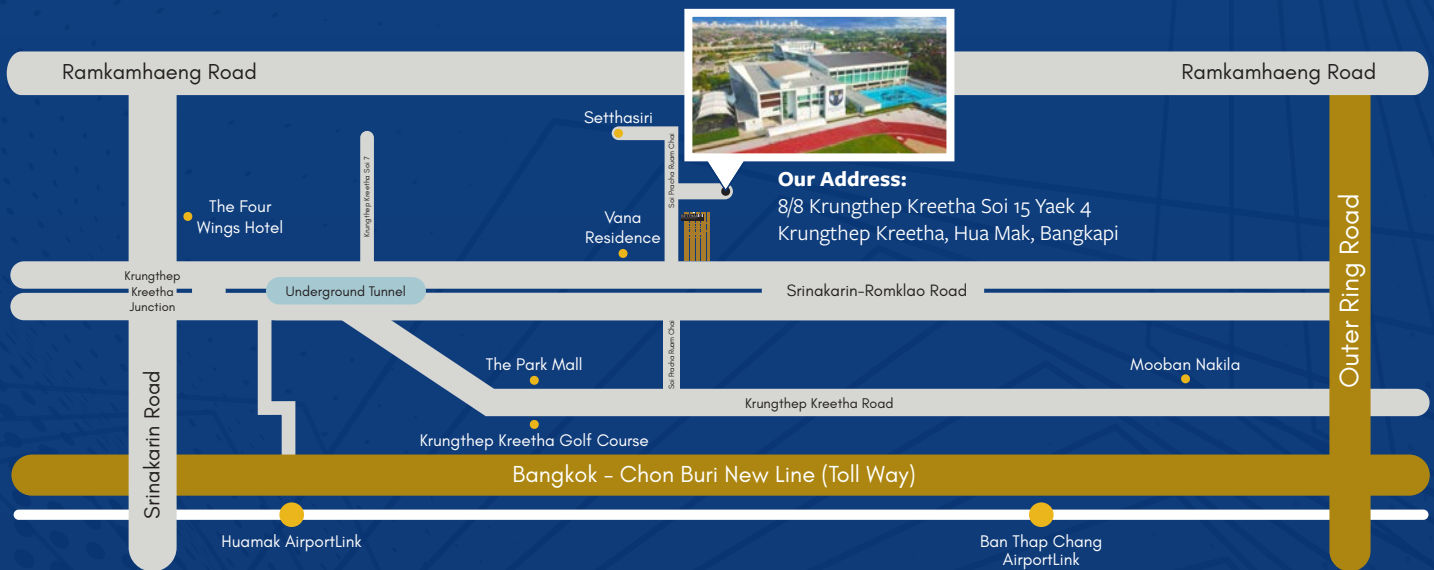 Ramkamhaeng Road
Ramkamhaeng Road
Setthasiri
Soi Pracha Ruam Chai
Krungthep Kreetha Soi 7
Our Address:
8/8 Krungthep Kreetha Soi 15 Yaek 4
Krungthep Kreetha, Hua Mak, Bangkapi
The Four
Wings Hotel
Vana
Residence
Outer Ring Road
Krungthep
Kreetha
Junction
Underground Tunnel
Srinakarin-Romklao Road
Soi Pracha Ruam Chai
The Park Mall
Mooban Nakila
Srinakarin Road
Krungthep Kreetha Road
Krungthep Kreetha Golf Course
Bangkok - Chon Buri New Line (Toll Way)
Huamak AirportLink
Ban Thap Chang
AirportLink